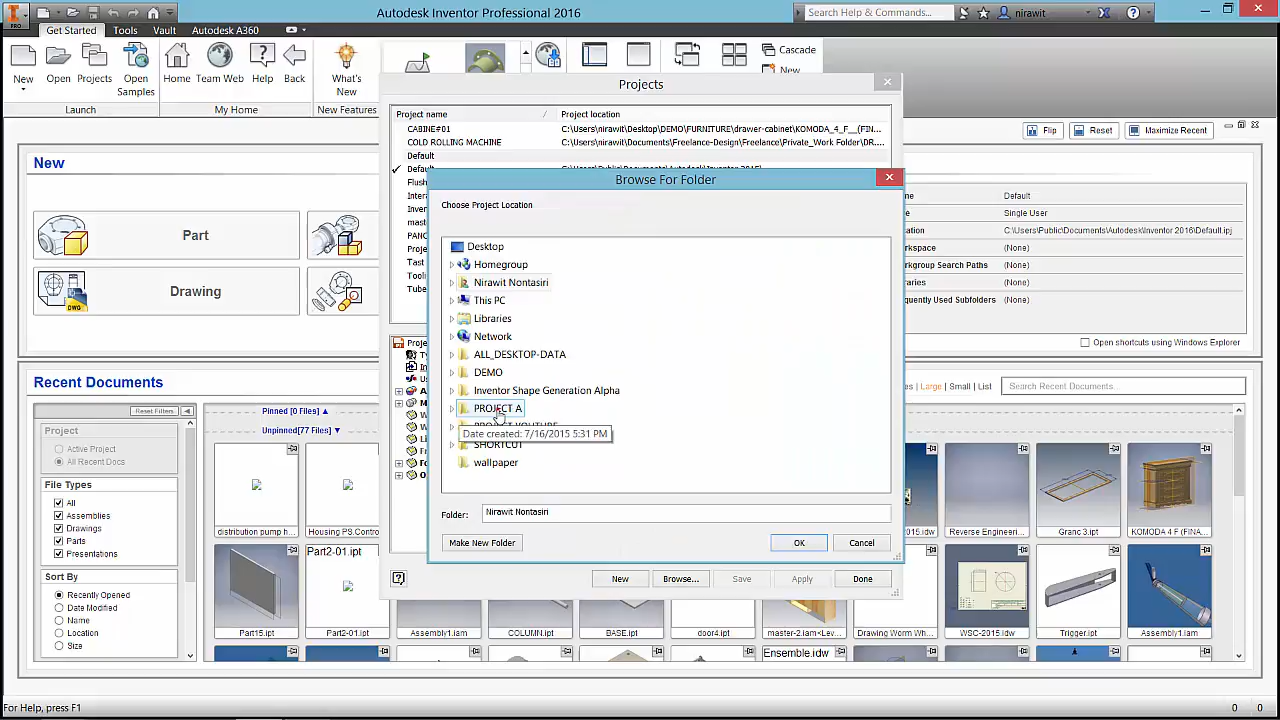 Autodesk Inventor Professional 2016
Search Help & Commands...
nirawit
PRO
Get Started Tools Vault Autodesk A360
New Open Projects Open Samples Home Team Web Help Back What's New
Cascade
New
Launch My Home New Features
Projects
Project name / Project location
CABINE#01 C:\Users\nirawit\Desktop\DEMO\FURNITURE\drawer-cabinet\KOMODA_4_F__(FIN...
COLD ROLLING MACHINE C:\Users\nirawit\Documents\Freelance-Design\Freelance\Private_Work Folder\DR...
Default
Flip Reset Maximize Recent
New
Part
Drawing
DWG
Browse For Folder
Choose Project Location
Desktop
Homegroup
Nirawit Nontasiri
This PC
Libraries
Network
ALL_DESKTOP-DATA
DEMO
Inventor Shape Generation Alpha
PROJECT A
Date created: 7/16/2015 5:31 PM
SHORTCUT
wallpaper
Folder: Nirawit Nontasiri
Make New Folder OK Cancel
New Browse... Save Apply Done
Default
Single User
C:\Users\Public\Documents\Autodesk\Inventor 2016\Default.ipj
(None)
(None)
(None)
(None)
Open shortcuts using Windows Explorer
Recent Documents
Large | Small | List Search Recent Documents
Reset Filters
Pinned [0 Files]
Unpinned[77 Files]
Project
Active Project
All Recent Docs
File Types
All
Assemblies
Drawings
Parts
Presentations
Sort By
Recently Opened
Date Modified
Name
Location
Size
distribution pump h Housing PS.Contro Reverse Engineeri... Granc 3.ipt KOMODA 4 F (FINA...
Part2-01.ipt
Part15.ipt Part2-01.ipt Assembly1.iam COLUMN.ipt BASE.ipt door4.ipt master-2.iam<Lev... Drawing Worm Wh... WSC-2015.idw Trigger.ipt Assembly1.iam
Ensemble.idw
For Help, press F1 0 0